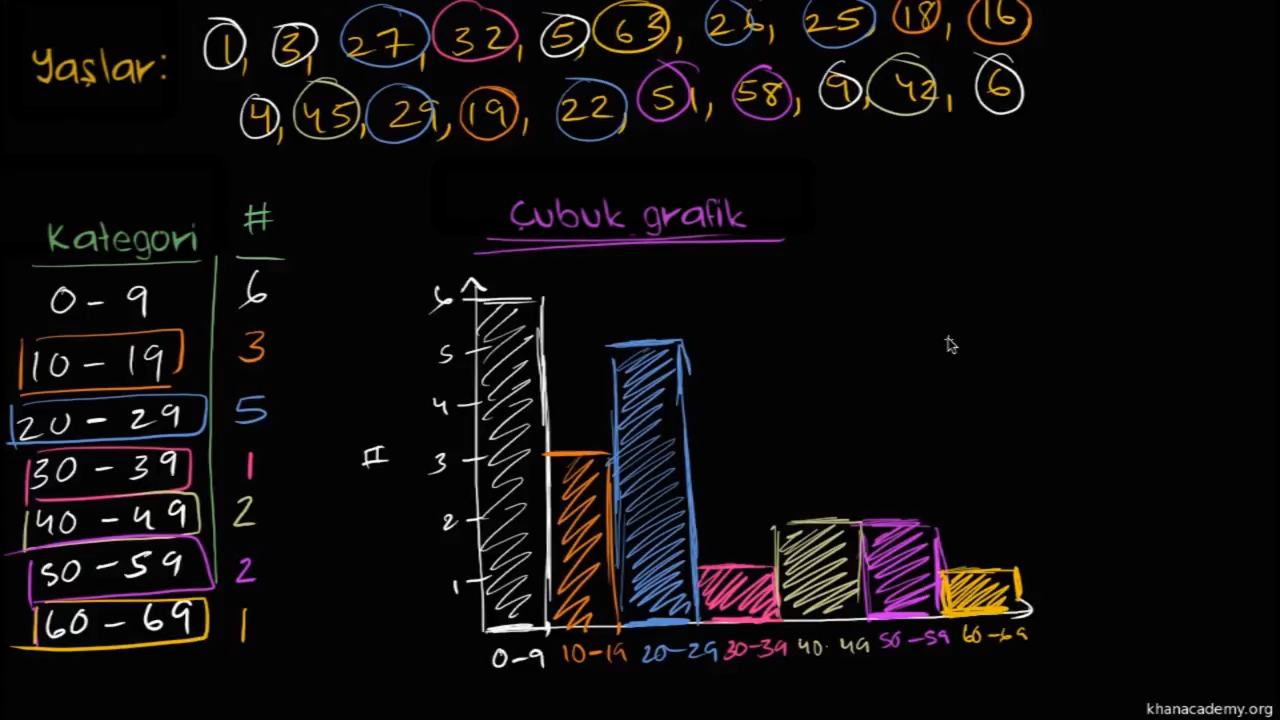 Yaşlar: 1, 3, 27, 32, 5, 63, 26, 25, 18, 16
4, 45, 29, 19, 22, 51, 58, 9, 42, 6
Kategori #
0 - 9 6
10 - 19 3
20 - 29 5
30 - 39 1
40 - 49 2
50 - 59 2
60 - 69 1
Çubuk grafik
6
5
4
3
2
1
#
0-9 10-19 20-29 30-39 40-49 50-59 60-69
khanacademy.org